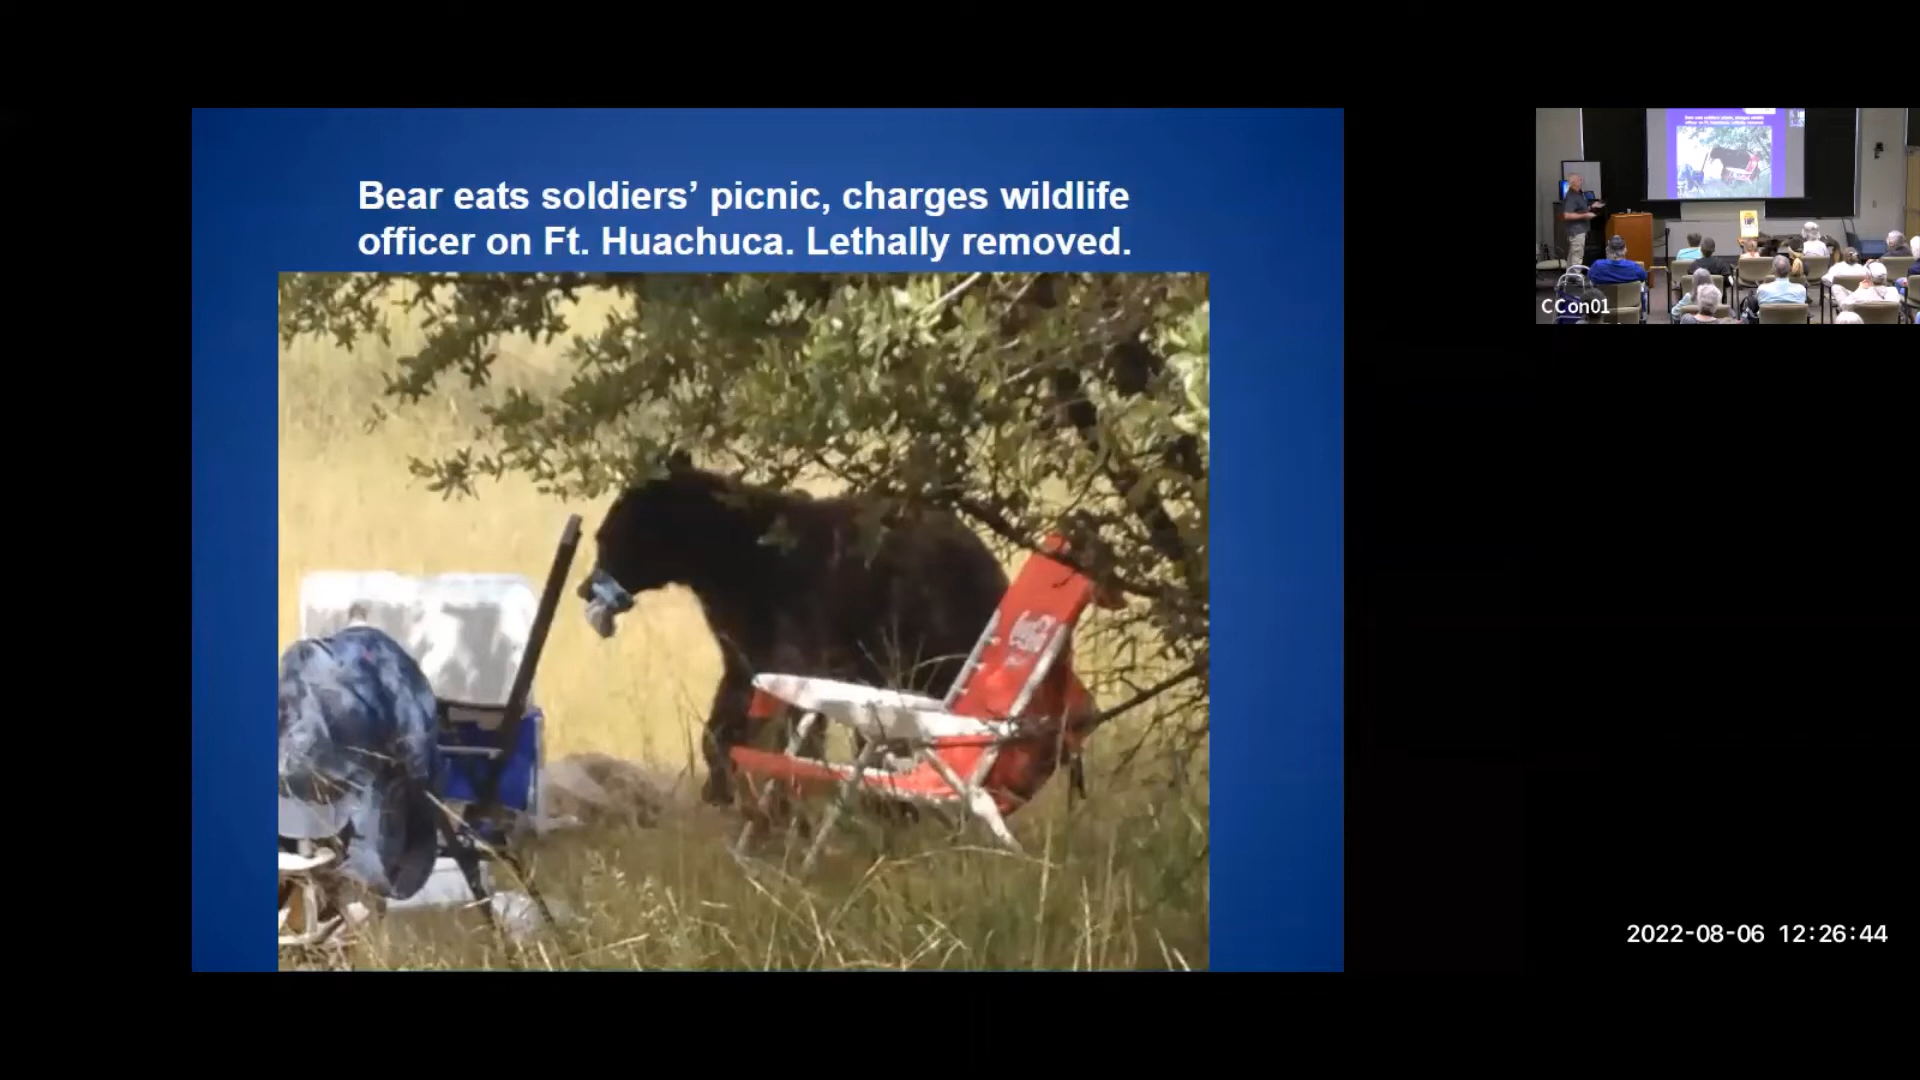 Bear eats soldiers’ picnic, charges wildlife
officer on Ft. Huachuca. Lethally removed.
CCon01
2022-08-06 12:26:44